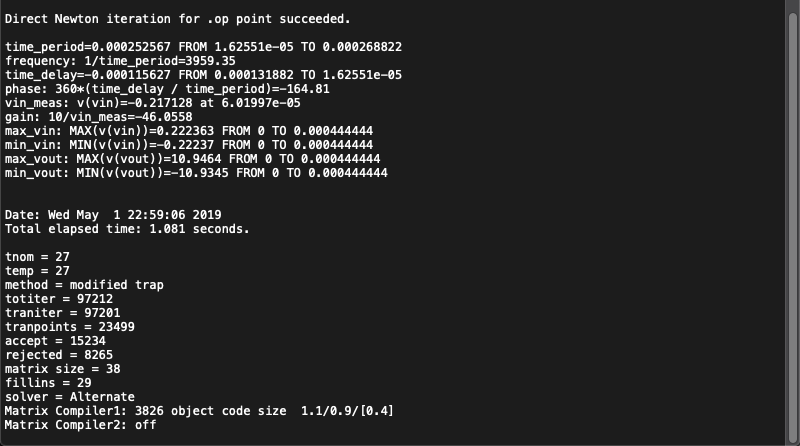 Direct Newton iteration for .op point succeeded.
time_period=0.000252567 FROM 1.62551e-05 TO 0.000268822
frequency: 1/time_period=3959.35
time_delay=-0.000115627 FROM 0.000131882 TO 1.62551e-05
phase: 360*(time_delay / time_period)=-164.81
vin_meas: v(vin)=-0.217128 at 6.01997e-05
gain: 10/vin_meas=-46.0558
max_vin: MAX(v(vin))=0.222363 FROM 0 TO 0.000444444
min_vin: MIN(v(vin))=-0.22237 FROM 0 TO 0.000444444
max_vout: MAX(v(vout))=10.9464 FROM 0 TO 0.000444444
min_vout: MIN(v(vout))=-10.9345 FROM 0 TO 0.000444444
Date: Wed May  1 22:59:06 2019
Total elapsed time: 1.081 seconds.
tnom = 27
temp = 27
method = modified trap
totiter = 97212
traniter = 97201
tranpoints = 23499
accept = 15234
rejected = 8265
matrix size = 38
fillins = 29
solver = Alternate
Matrix Compiler1: 3826 object code size  1.1/0.9/[0.4]
Matrix Compiler2: off